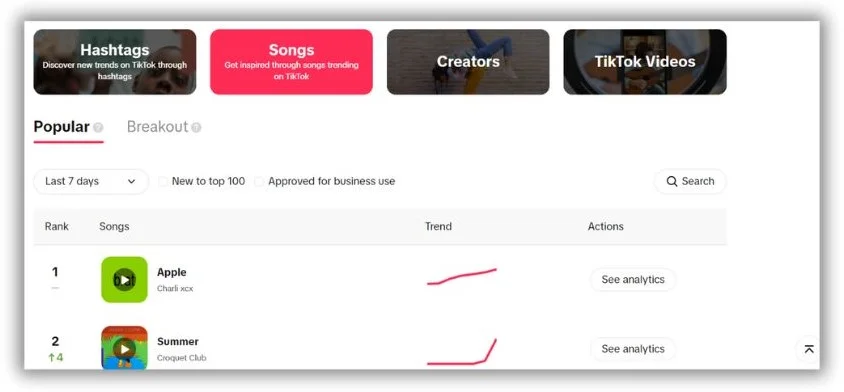 Hashtags
Discover new trends on TikTok through
hashtags
Songs
Get inspired through songs trending
on TikTok
Creators
TikTok Videos
Popular ?
Breakout ?
Last 7 days
New to top 100
Approved for business use
Search
Rank
Songs
Trend
Actions
1
Apple
Charli xcx
See analytics
2
↑4
Summer
Croquet Club
See analytics